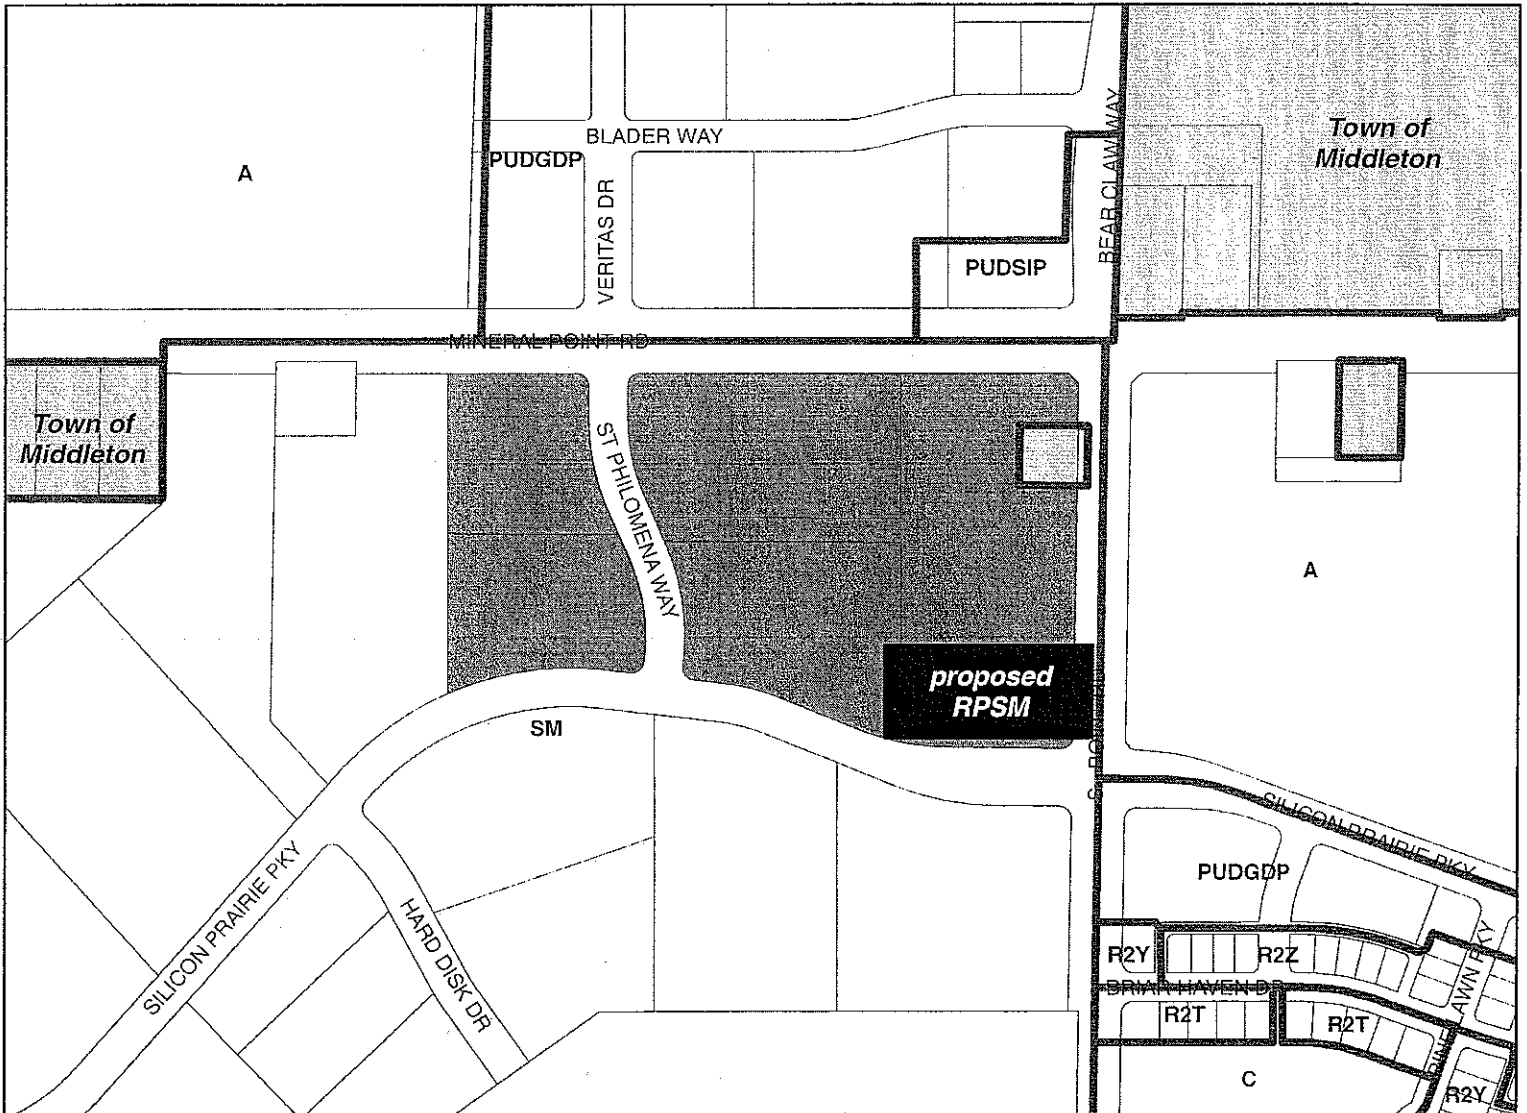 BLADER WAY
PUDGDP
A
VERITAS DR
BEAR CLAW WAY
Town of
Middleton
PUDSIP
MINERAL POINT RD
Town of
Middleton
ST PHILOMENA WAY
A
proposed
RPSM
SM
SILICON PRAIRIE PKY
PUDGDP
SILICON PRAIRIE PKY
HARD DISK DR
R2Y
R2Z
BRIAR HAVEN DR
R2T
R2T
C
R2Y